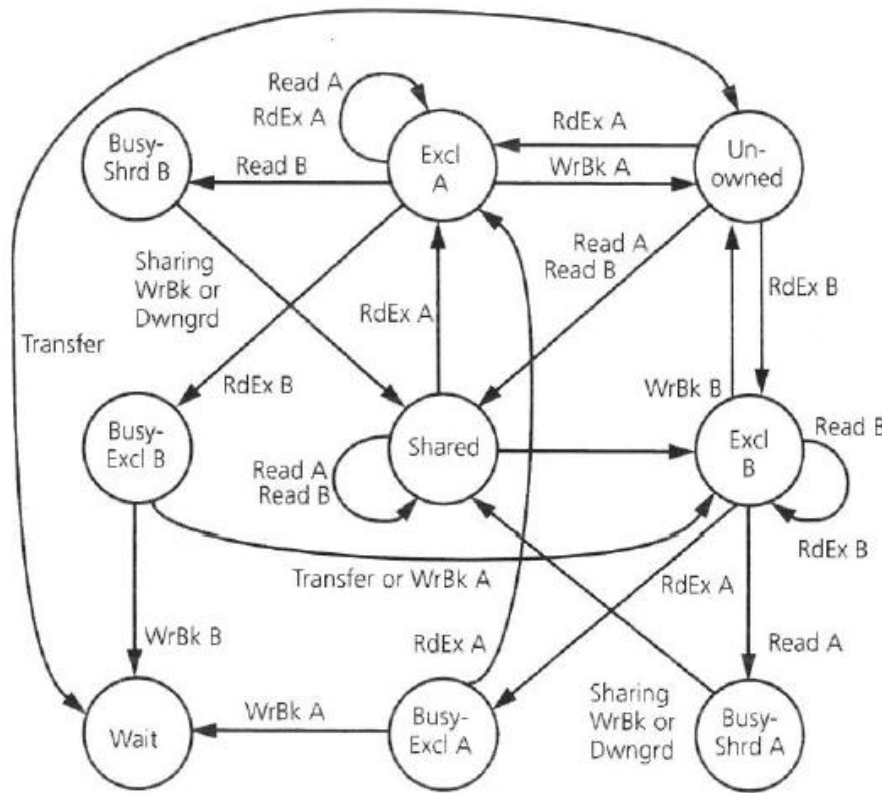 Read A
RdEx A
Busy-
Shrd B
Read B
Excl
A
RdEx A
WrBk A
Un-
owned
Sharing
WrBk or
Dwngrd
Read A
Read B
RdEx B
Transfer
RdEx A
RdEx B
WrBk B
Busy-
Excl B
Shared
Excl
B
Read B
Read A
Read B
RdEx B
Transfer or WrBk A
RdEx A
WrBk B
RdEx A
Read A
Wait
WrBk A
Busy-
Excl A
Sharing
WrBk or
Dwngrd
Busy-
Shrd A